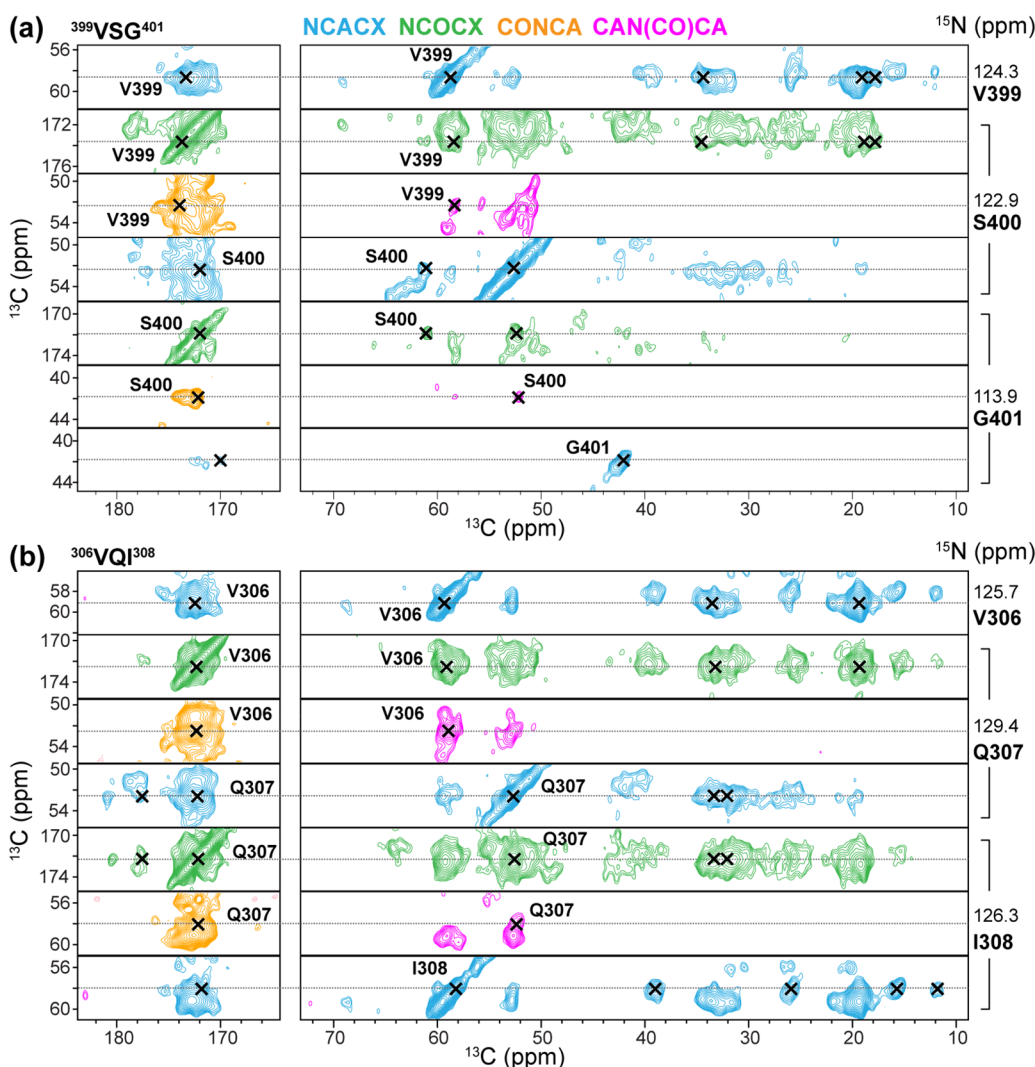 (a) ³⁹⁹VSG⁴⁰¹ NCACX NCOCX CONCA CAN(CO)CA ¹⁵N (ppm)
56
60
V399 V399
124.3
V399
172
176
V399 V399
50
54
V399 V399
122.9
S400
50
54
S400 S400
170
174
S400 S400
40
44
S400 S400
113.9
G401
40
44
G401
¹³C (ppm)
180 170 70 60 50 40 30 20 10
¹³C (ppm)
(b) ³⁰⁶VQI³⁰⁸ ¹⁵N (ppm)
58
60
V306 V306
125.7
V306
170
174
V306 V306
50
54
V306 V306
129.4
Q307
50
54
Q307 Q307
170
174
Q307 Q307
56
60
Q307 Q307
126.3
I308
56
60
I308
¹³C (ppm)
180 170 70 60 50 40 30 20 10
¹³C (ppm)